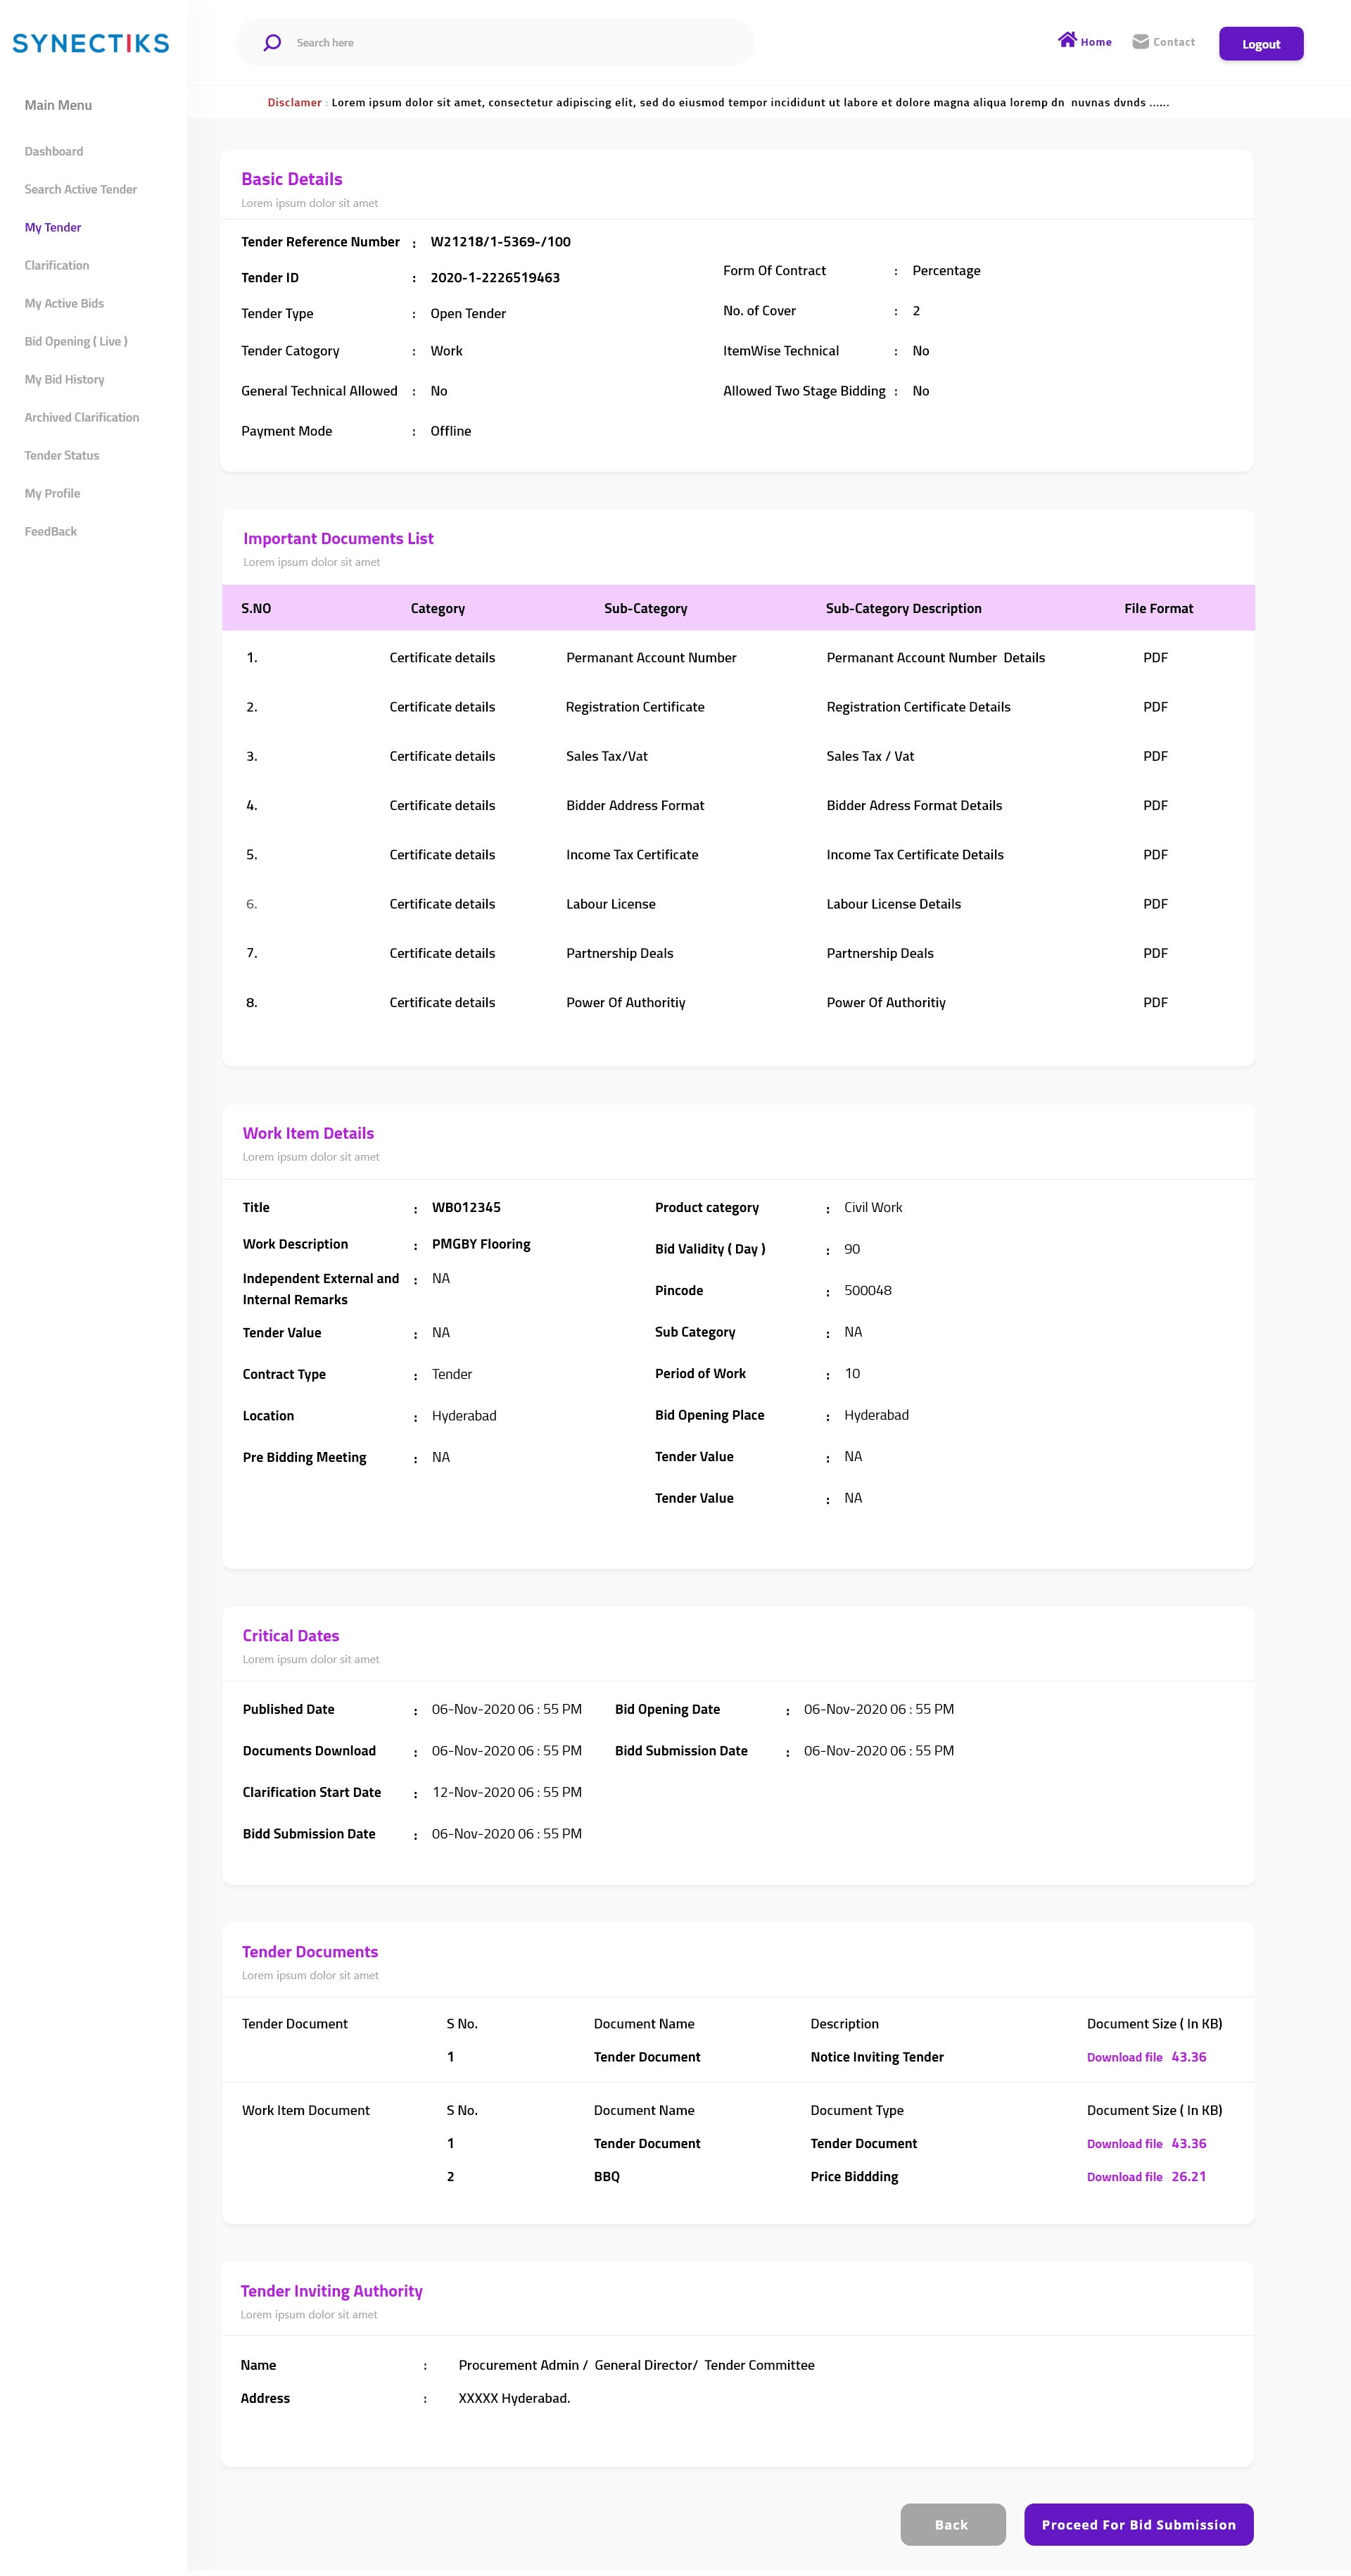 SYNECTIKS
Search here
Home
Contact
Logout
Disclamer : Lorem ipsum dolor sit amet, consectetur adipiscing elit, sed do eiusmod tempor incididunt ut labore et dolore magna aliqua loremp dn nuvnas dvnds ......
Main Menu
Dashboard
Search Active Tender
My Tender
Clarification
My Active Bids
Bid Opening ( Live )
My Bid History
Archived Clarification
Tender Status
My Profile
FeedBack
Basic Details
Lorem ipsum dolor sit amet
Tender Reference Number : W21218/1-5369-/100
Tender ID : 2020-1-2226519463
Tender Type : Open Tender
Tender Catogory : Work
General Technical Allowed : No
Payment Mode : Offline
Form Of Contract : Percentage
No. of Cover : 2
ItemWise Technical : No
Allowed Two Stage Bidding : No
Important Documents List
Lorem ipsum dolor sit amet
S.NO Category Sub-Category Sub-Category Description File Format
1. Certificate details Permanant Account Number Permanant Account Number Details PDF
2. Certificate details Registration Certificate Registration Certificate Details PDF
3. Certificate details Sales Tax/Vat Sales Tax / Vat PDF
4. Certificate details Bidder Address Format Bidder Adress Format Details PDF
5. Certificate details Income Tax Certificate Income Tax Certificate Details PDF
6. Certificate details Labour License Labour License Details PDF
7. Certificate details Partnership Deals Partnership Deals PDF
8. Certificate details Power Of Authoritiy Power Of Authoritiy PDF
Work Item Details
Lorem ipsum dolor sit amet
Title : WB012345
Work Description : PMGBY Flooring
Independent External and : NA
Internal Remarks
Tender Value : NA
Contract Type : Tender
Location : Hyderabad
Pre Bidding Meeting : NA
Product category : Civil Work
Bid Validity ( Day ) : 90
Pincode : 500048
Sub Category : NA
Period of Work : 10
Bid Opening Place : Hyderabad
Tender Value : NA
Tender Value : NA
Critical Dates
Lorem ipsum dolor sit amet
Published Date : 06-Nov-2020 06 : 55 PM
Documents Download : 06-Nov-2020 06 : 55 PM
Clarification Start Date : 12-Nov-2020 06 : 55 PM
Bidd Submission Date : 06-Nov-2020 06 : 55 PM
Bid Opening Date : 06-Nov-2020 06 : 55 PM
Bidd Submission Date : 06-Nov-2020 06 : 55 PM
Tender Documents
Lorem ipsum dolor sit amet
Tender Document S No. Document Name Description Document Size ( In KB)
1 Tender Document Notice Inviting Tender Download file 43.36
Work Item Document S No. Document Name Document Type Document Size ( In KB)
1 Tender Document Tender Document Download file 43.36
2 BBQ Price Biddding Download file 26.21
Tender Inviting Authority
Lorem ipsum dolor sit amet
Name : Procurement Admin / General Director/ Tender Committee
Address : XXXXX Hyderabad.
Back
Proceed For Bid Submission